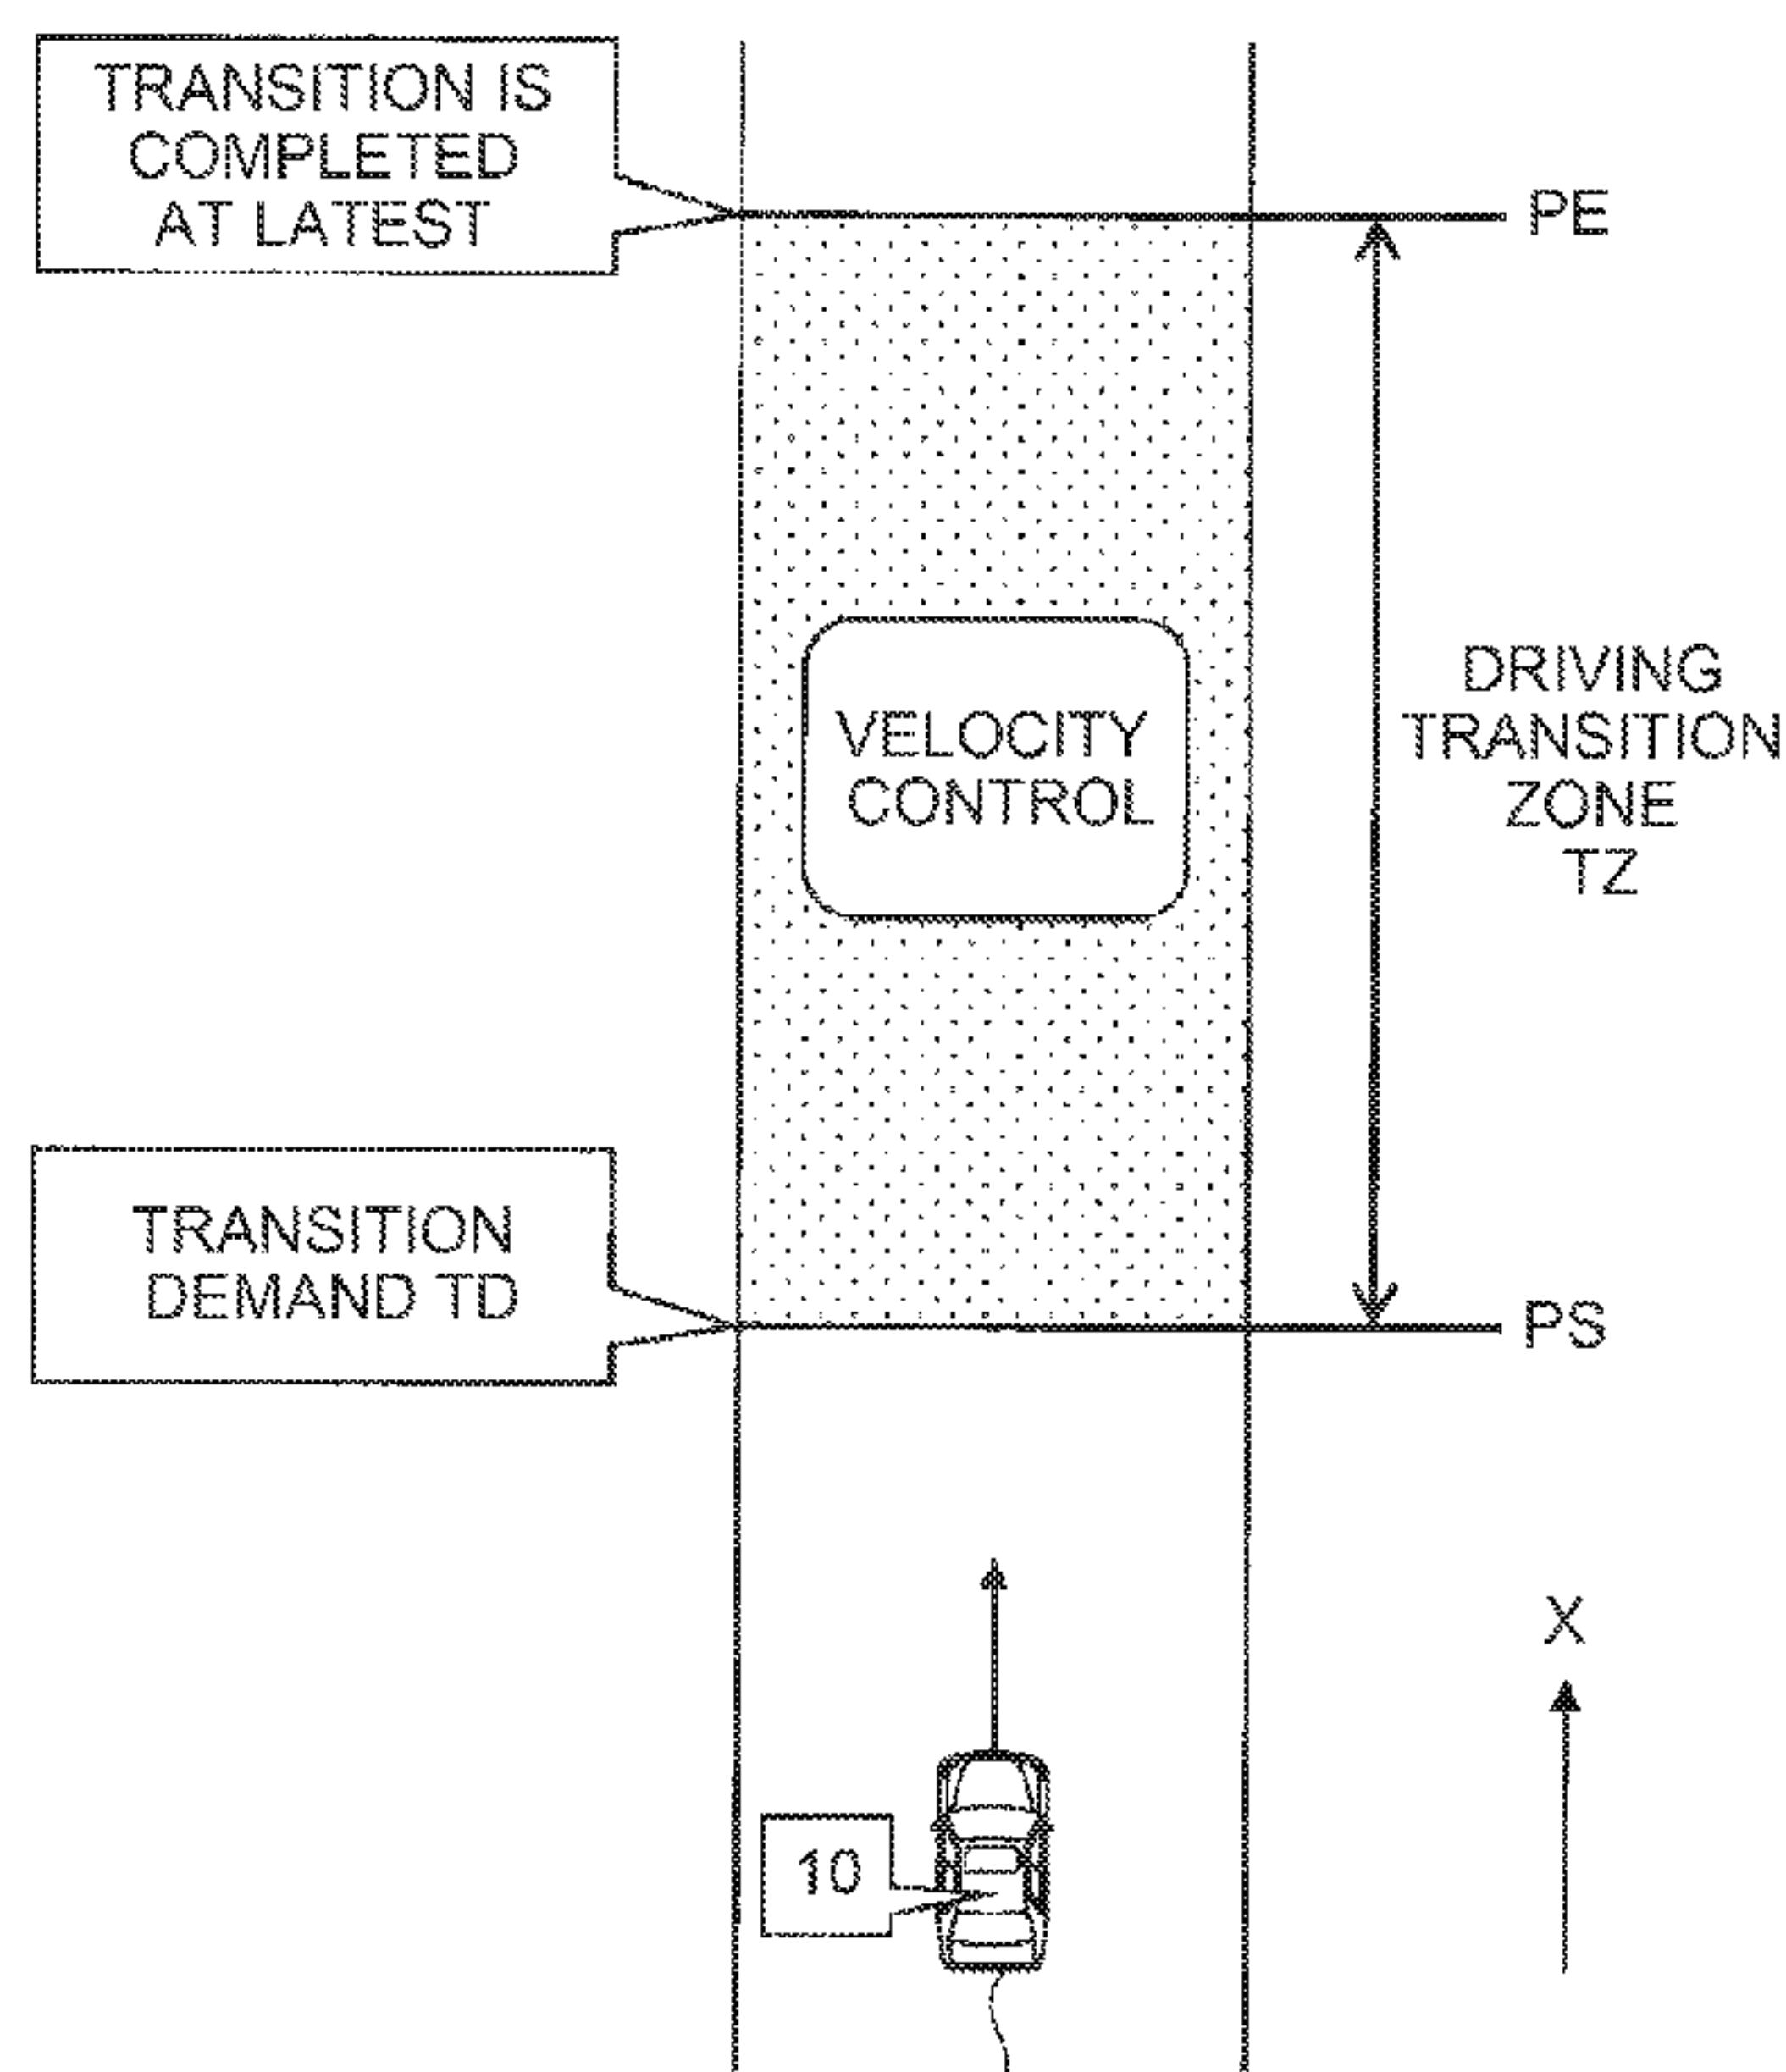 TRANSITION IS
COMPLETED
AT LATEST
PE
VELOCITY
CONTROL
DRIVING
TRANSITION
ZONE
TZ
TRANSITION
DEMAND TD
PS
X
10